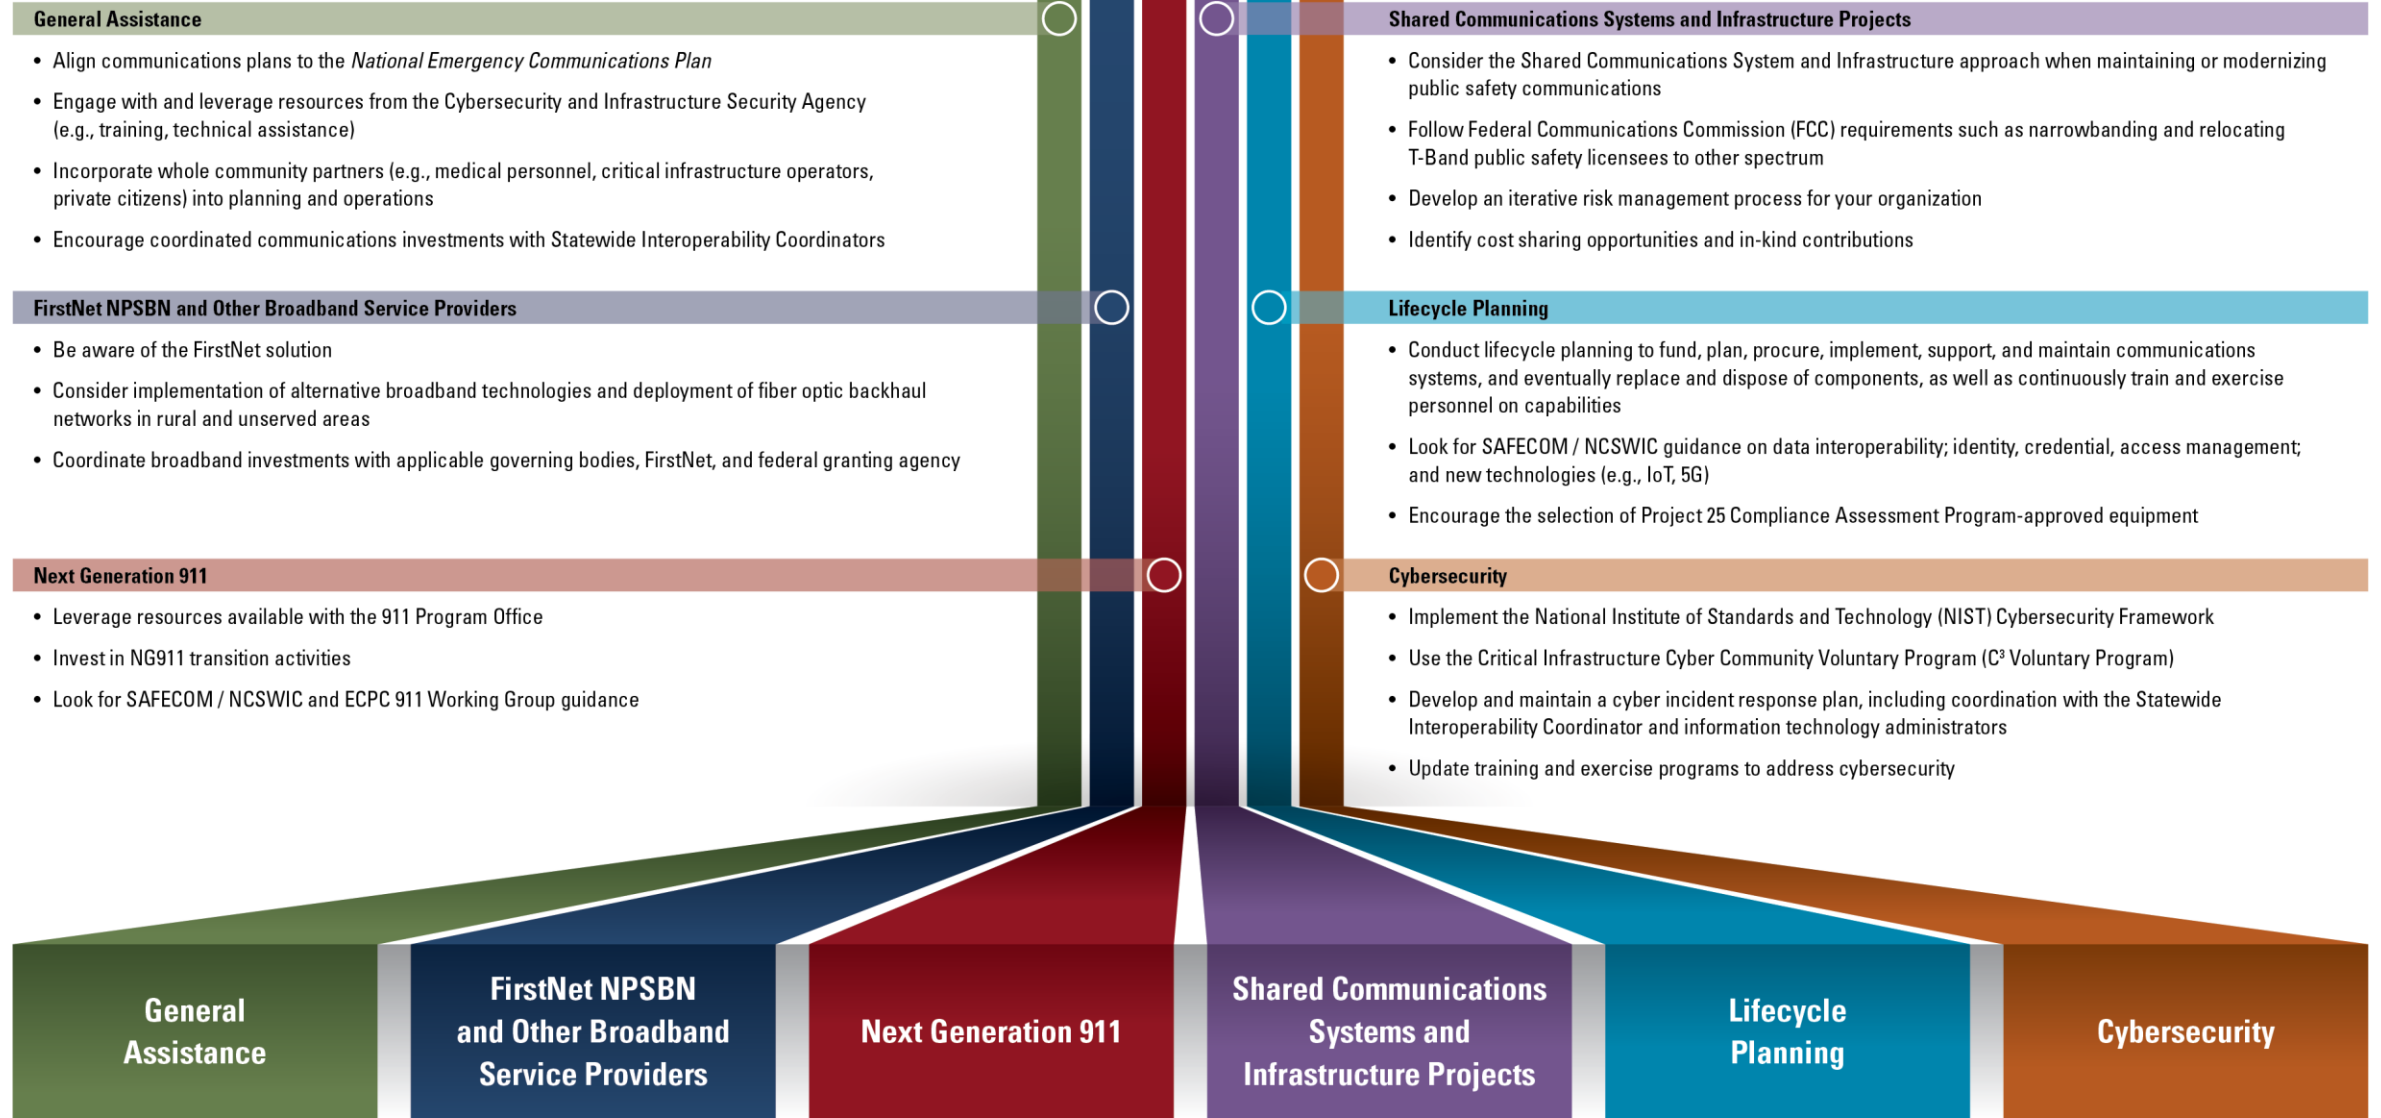 General Assistance
• Align communications plans to the National Emergency Communications Plan
• Engage with and leverage resources from the Cybersecurity and Infrastructure Security Agency
(e.g., training, technical assistance)
• Incorporate whole community partners (e.g., medical personnel, critical infrastructure operators,
private citizens) into planning and operations
• Encourage coordinated communications investments with Statewide Interoperability Coordinators
FirstNet NPSBN and Other Broadband Service Providers
• Be aware of the FirstNet solution
• Consider implementation of alternative broadband technologies and deployment of fiber optic backhaul
networks in rural and unserved areas
• Coordinate broadband investments with applicable governing bodies, FirstNet, and federal granting agency
Next Generation 911
• Leverage resources available with the 911 Program Office
• Invest in NG911 transition activities
• Look for SAFECOM / NCSWIC and ECPC 911 Working Group guidance
Shared Communications Systems and Infrastructure Projects
• Consider the Shared Communications System and Infrastructure approach when maintaining or modernizing
public safety communications
• Follow Federal Communications Commission (FCC) requirements such as narrowbanding and relocating
T-Band public safety licensees to other spectrum
• Develop an iterative risk management process for your organization
• Identify cost sharing opportunities and in-kind contributions
Lifecycle Planning
• Conduct lifecycle planning to fund, plan, procure, implement, support, and maintain communications
systems, and eventually replace and dispose of components, as well as continuously train and exercise
personnel on capabilities
• Look for SAFECOM / NCSWIC guidance on data interoperability; identity, credential, access management;
and new technologies (e.g., IoT, 5G)
• Encourage the selection of Project 25 Compliance Assessment Program-approved equipment
Cybersecurity
• Implement the National Institute of Standards and Technology (NIST) Cybersecurity Framework
• Use the Critical Infrastructure Cyber Community Voluntary Program (C³ Voluntary Program)
• Develop and maintain a cyber incident response plan, including coordination with the Statewide
Interoperability Coordinator and information technology administrators
• Update training and exercise programs to address cybersecurity
General
Assistance
FirstNet NPSBN
and Other Broadband
Service Providers
Next Generation 911
Shared Communications
Systems and
Infrastructure Projects
Lifecycle
Planning
Cybersecurity